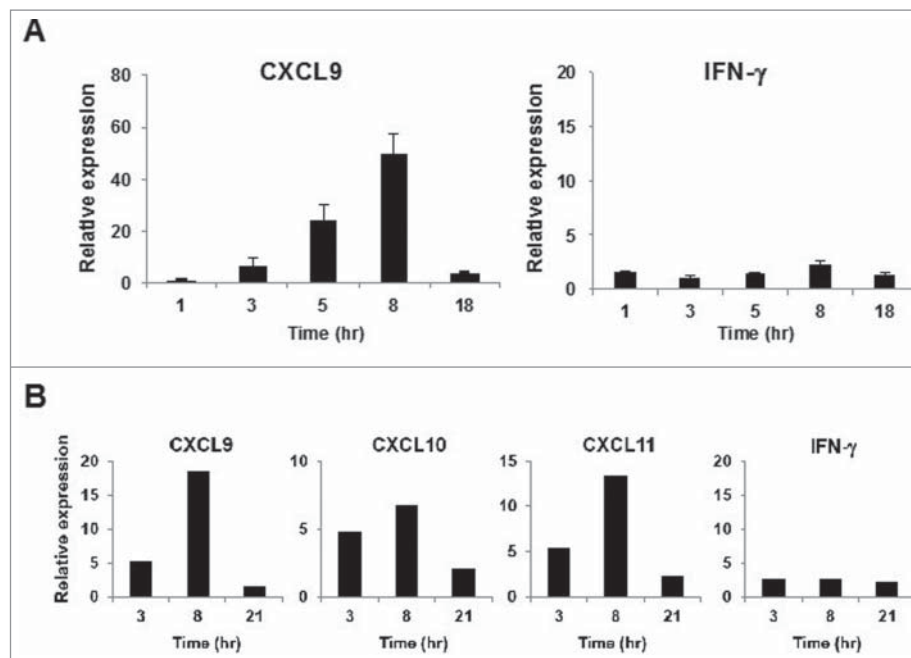 A
CXCL9
Relative expression
80
60
40
20
0
1 3 5 8 18
Time (hr)
IFN-γ
Relative expression
20
15
10
5
0
1 3 5 8 18
Time (hr)
B
CXCL9
Relative expression
20
15
10
5
0
3 8 21
Time (hr)
CXCL10
10
5
0
3 8 21
Time (hr)
CXCL11
15
10
5
0
3 8 21
Time (hr)
IFN-γ
20
15
10
5
0
3 8 21
Time (hr)